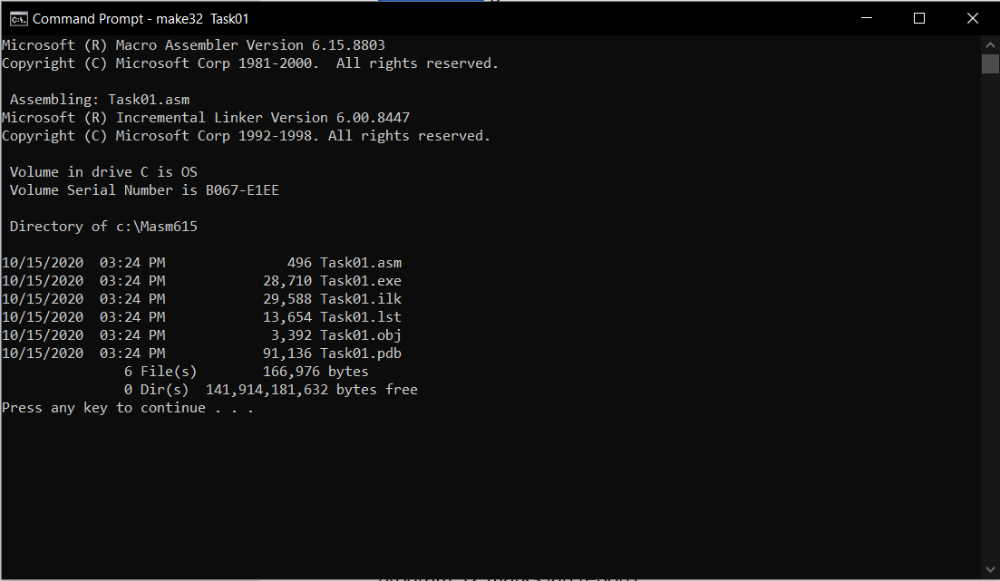 Command Prompt - make32  Task01
Microsoft (R) Macro Assembler Version 6.15.8803
Copyright (C) Microsoft Corp 1981-2000.  All rights reserved.
 Assembling: Task01.asm
Microsoft (R) Incremental Linker Version 6.00.8447
Copyright (C) Microsoft Corp 1992-1998. All rights reserved.
 Volume in drive C is OS
 Volume Serial Number is B067-E1EE
 Directory of c:\Masm615
10/15/2020  03:24 PM               496 Task01.asm
10/15/2020  03:24 PM            28,710 Task01.exe
10/15/2020  03:24 PM            29,588 Task01.ilk
10/15/2020  03:24 PM            13,654 Task01.lst
10/15/2020  03:24 PM             3,392 Task01.obj
10/15/2020  03:24 PM            91,136 Task01.pdb
               6 File(s)        166,976 bytes
               0 Dir(s)  141,914,181,632 bytes free
Press any key to continue . . .